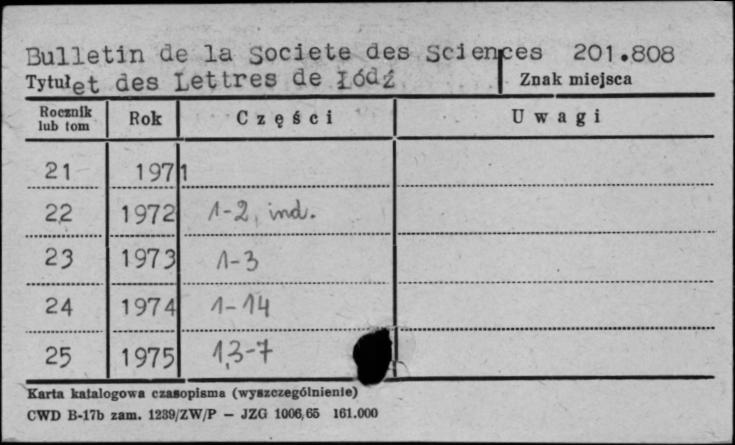 Bulletin de la Societe des Sciences 201.808
Tytuł et des Lettres de Łódź Znak miejsca
Rocznik lub tom Rok Części Uwagi
21 1971
22 1972 1-2, ind.
23 1973 1-3
24 1974 1-14
25 1975 1,3-7
Karta katalogowa czasopisma (wyszczególnienie)
CWD B-17b zam. 1239/ZW/P — JZG 1006,65 161.000